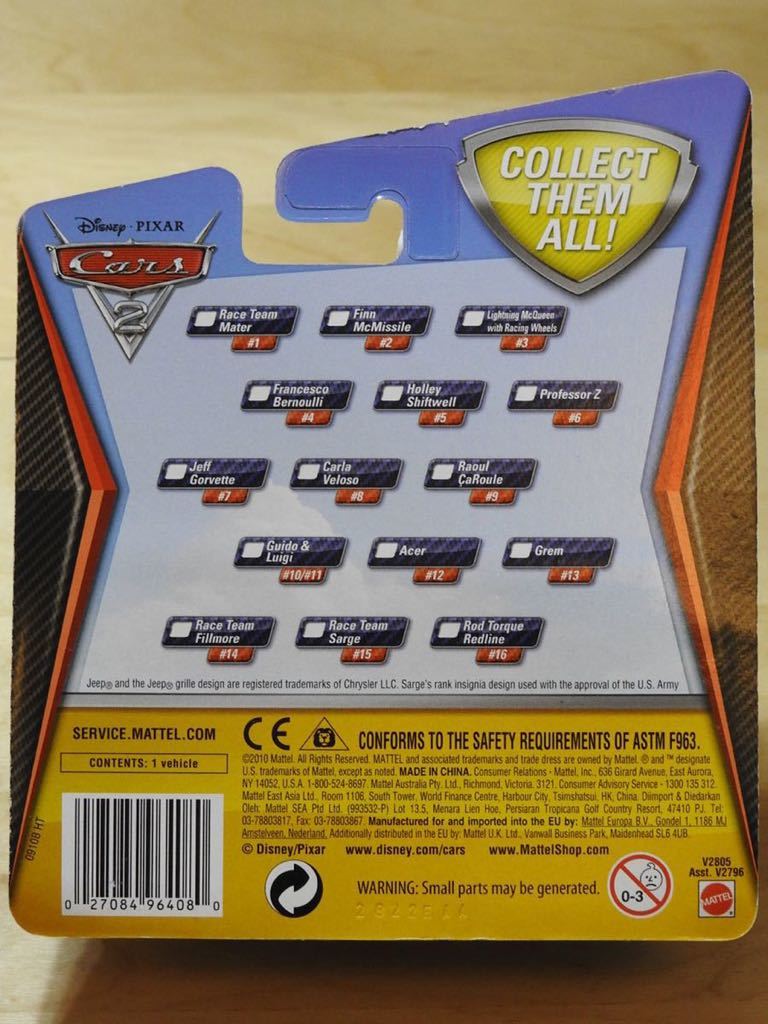 COLLECT
THEM
ALL!
Disney · PIXAR
Cars
2
Race Team
Mater
#1
Finn
McMissile
#2
Lightning McQueen
with Racing Wheels
#3
Francesco
Bernoulli
#4
Holley
Shiftwell
#5
Professor Z
#6
Jeff
Gorvette
#7
Carla
Veloso
#8
Raoul
ÇaRoule
#9
Guido &
Luigi
#10/#11
Acer
#12
Grem
#13
Race Team
Fillmore
#14
Race Team
Sarge
#15
Rod Torque
Redline
#16
Jeep® and the Jeep® grille design are registered trademarks of Chrysler LLC. Sarge's rank insignia design used with the approval of the U.S. Army
SERVICE.MATTEL.COM
CONTENTS: 1 vehicle
CE
CONFORMS TO THE SAFETY REQUIREMENTS OF ASTM F963.
©2010 Mattel. All Rights Reserved. MATTEL and associated trademarks and trade dress are owned by Mattel. ® and ™ designate
U.S. trademarks of Mattel, except as noted. MADE IN CHINA. Consumer Relations - Mattel, Inc., 636 Girard Avenue, East Aurora,
NY 14052, U.S.A. 1-800-524-8697. Mattel Australia Pty. Ltd., Richmond, Victoria. 3121. Consumer Advisory Service - 1300 135 312.
Mattel East Asia Ltd., Room 1106, South Tower, World Finance Centre, Harbour City, Tsimshatsui, HK, China. Diimport & Diedarkan
Oleh: Mattel SEA Ptd Ltd. (993532-P) Lot 13.5, Menara Lien Hoe, Persiaran Tropicana Golf Country Resort, 47410 PJ. Tel:
03-78803817, Fax: 03-78803867. Manufactured for and imported into the EU by: Mattel Europa B.V., Gondel 1, 1186 MJ
Amstelveen, Nederland. Additionally distributed in the EU by: Mattel U.K. Ltd., Vanwall Business Park, Maidenhead SL6 4UB.
© Disney/Pixar www.disney.com/cars www.MattelShop.com
WARNING: Small parts may be generated.
0-3
V2805
Asst. V2796
MATTEL
0910B HT
0 27084 96408 0